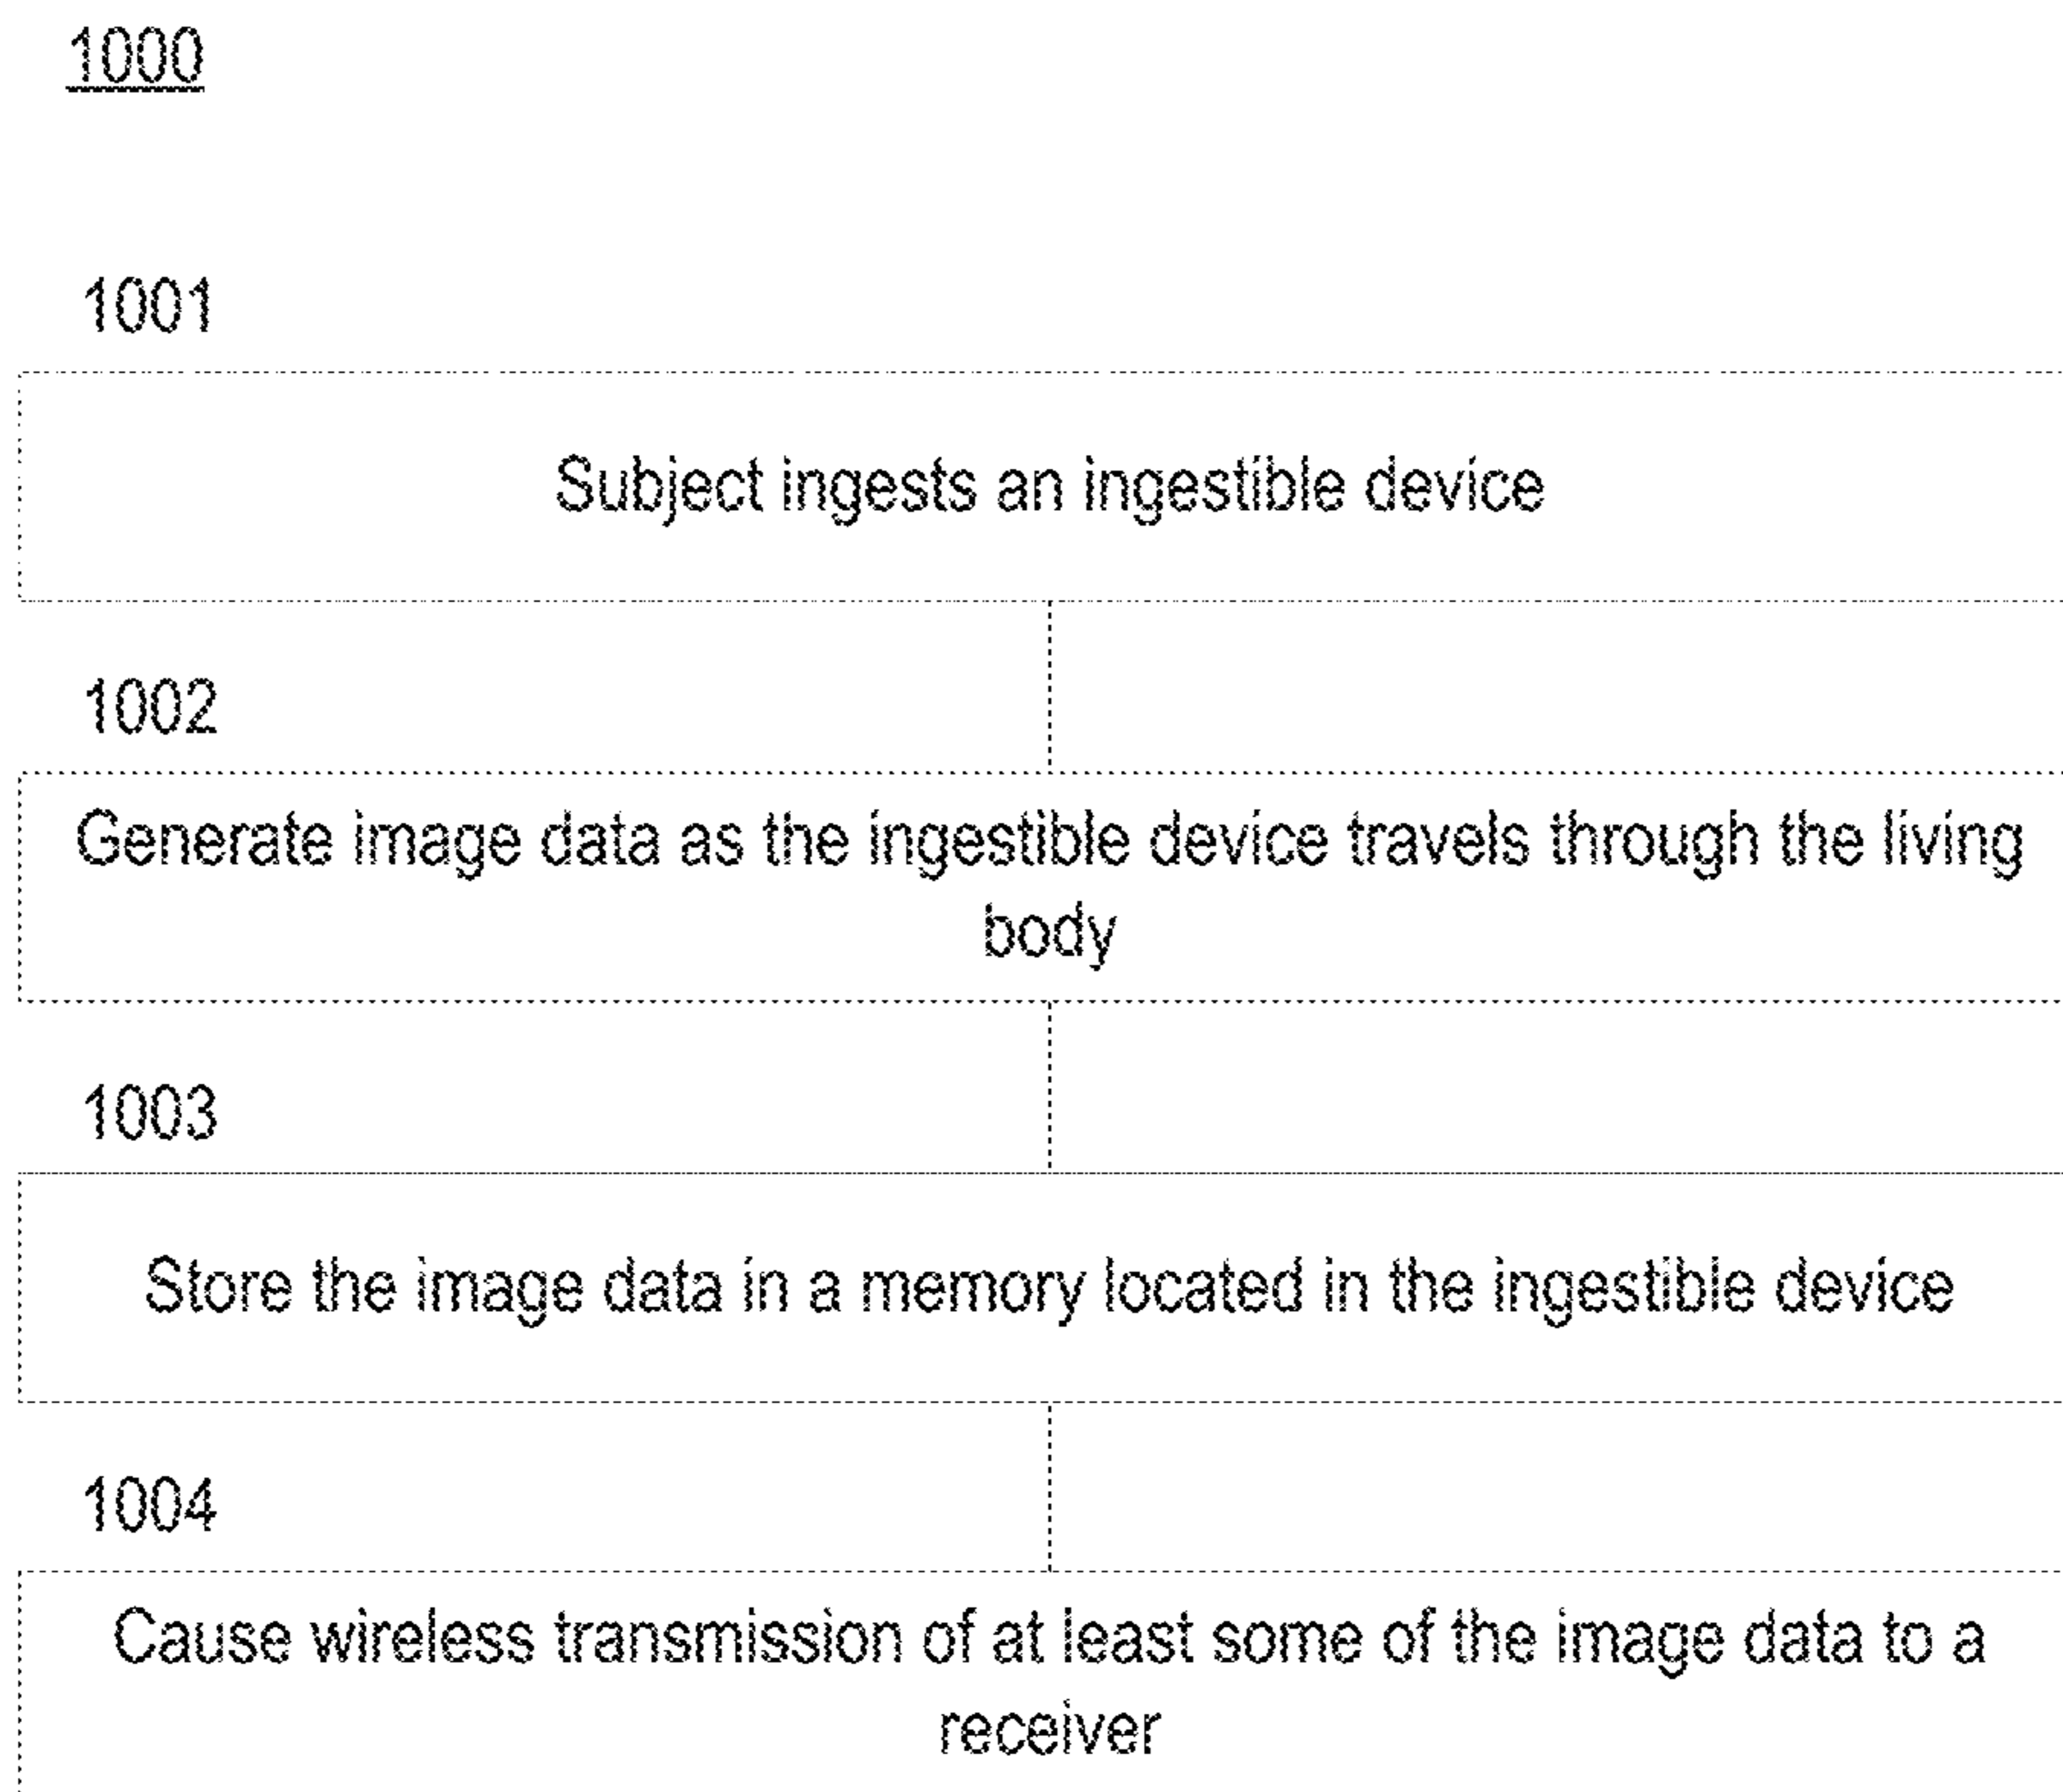 1000
1001
Subject ingests an ingestible device
1002
Generate image data as the ingestible device travels through the living
body
1003
Store the image data in a memory located in the ingestible device
1004
Cause wireless transmission of at least some of the image data to a
receiver